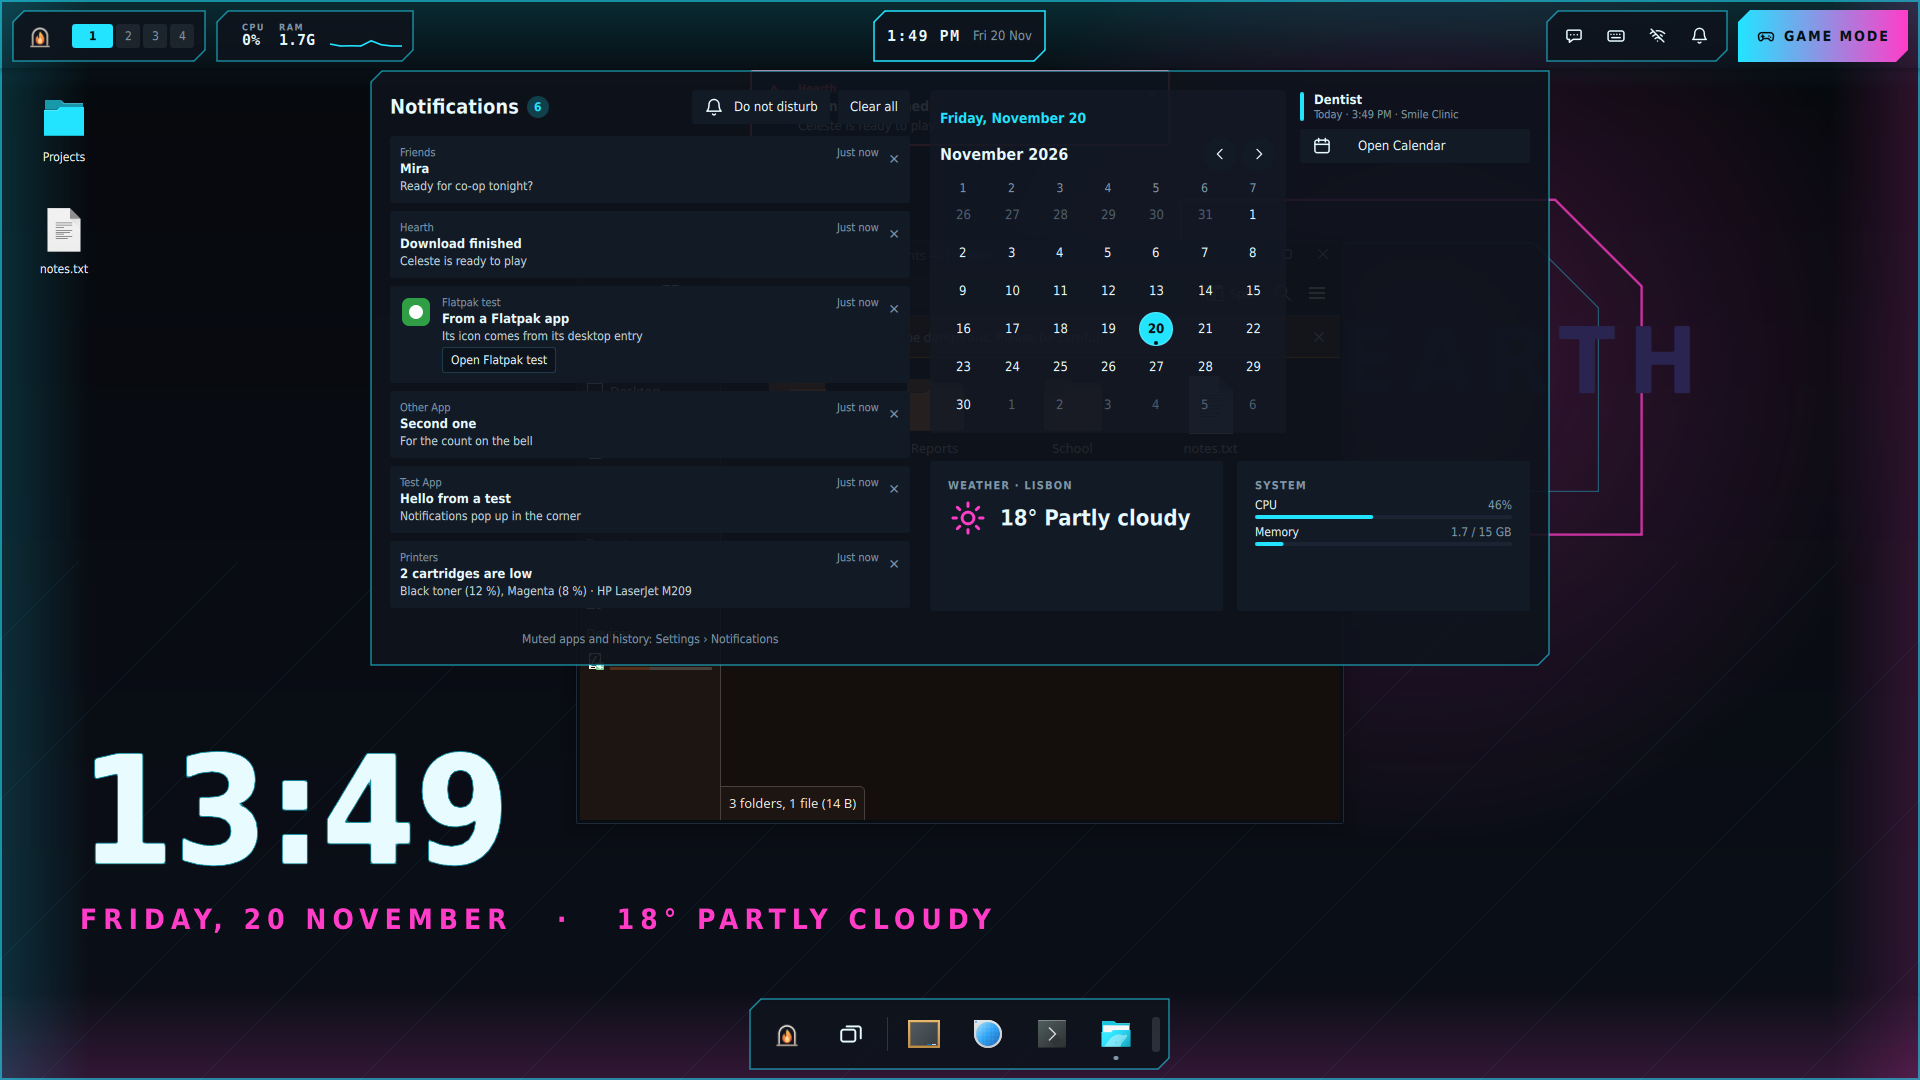 1 2 3 4
CPU RAM
0% 1.7G
1:49 PM Fri 20 Nov
GAME MODE
Projects
notes.txt
Notifications 6
Do not disturb Clear all
Friends Just now
Mira
Ready for co-op tonight?
Hearth Just now
Download finished
Celeste is ready to play
Flatpak test Just now
From a Flatpak app
Its icon comes from its desktop entry
Open Flatpak test
Other App Just now
Second one
For the count on the bell
Test App Just now
Hello from a test
Notifications pop up in the corner
Printers Just now
2 cartridges are low
Black toner (12 %), Magenta (8 %) · HP LaserJet M209
Muted apps and history: Settings › Notifications
Friday, November 20
November 2026
1 2 3 4 5 6 7
26 27 28 29 30 31 1
2 3 4 5 6 7 8
9 10 11 12 13 14 15
16 17 18 19 20 21 22
23 24 25 26 27 28 29
30 1 2 3 4 5 6
Reports School notes.txt
Dentist
Today · 3:49 PM · Smile Clinic
Open Calendar
WEATHER · LISBON
18° Partly cloudy
SYSTEM
CPU 46%
Memory 1.7 / 15 GB
RTH
3 folders, 1 file (14 B)
13:49
FRIDAY, 20 NOVEMBER · 18° PARTLY CLOUDY